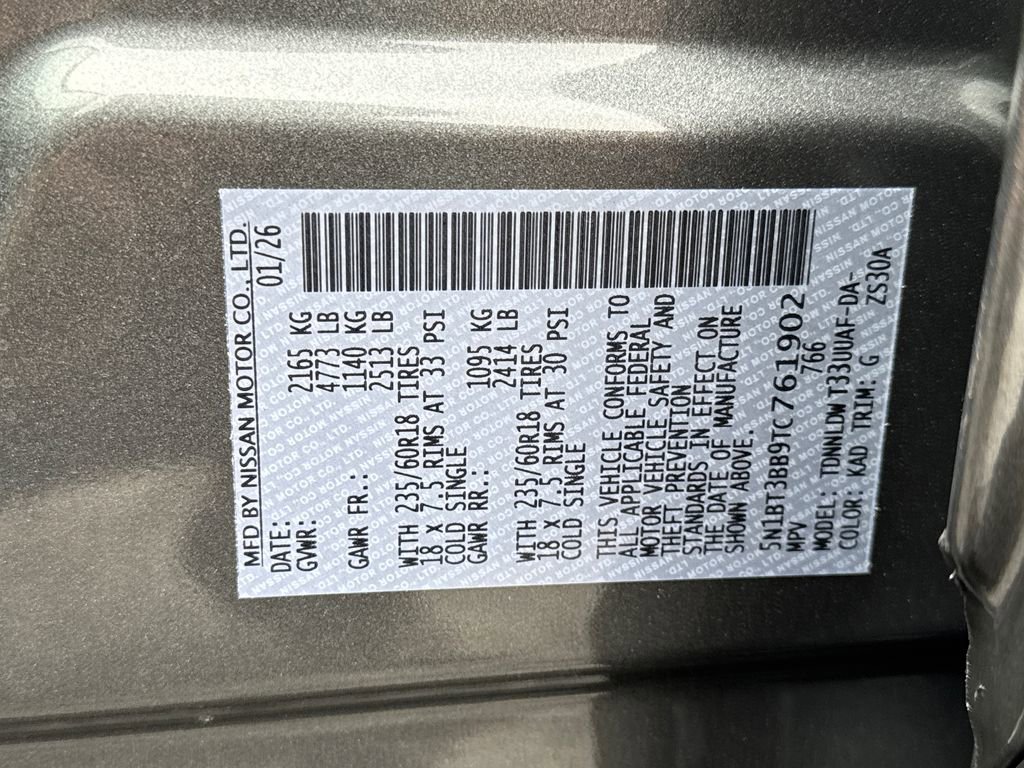 MFD BY NISSAN MOTOR CO., LTD.
DATE: 01/26
GVWR: 2165 KG
4773 LB
GAWR FR.: 1140 KG
2513 LB
WITH 235/60R18 TIRES
18 X 7.5 RIMS AT 33 PSI
COLD SINGLE
GAWR RR.: 1095 KG
2414 LB
WITH 235/60R18 TIRES
18 X 7.5 RIMS AT 30 PSI
COLD SINGLE
THIS VEHICLE CONFORMS TO
ALL APPLICABLE FEDERAL
MOTOR VEHICLE SAFETY AND
THEFT PREVENTION
STANDARDS IN EFFECT ON
THE DATE OF MANUFACTURE
SHOWN ABOVE.
5N1BT3BB9TC761902
MPV 766
MODEL: TDNNLDW T33UUAF-DA-
COLOR: KAD TRIM: G ZS30A